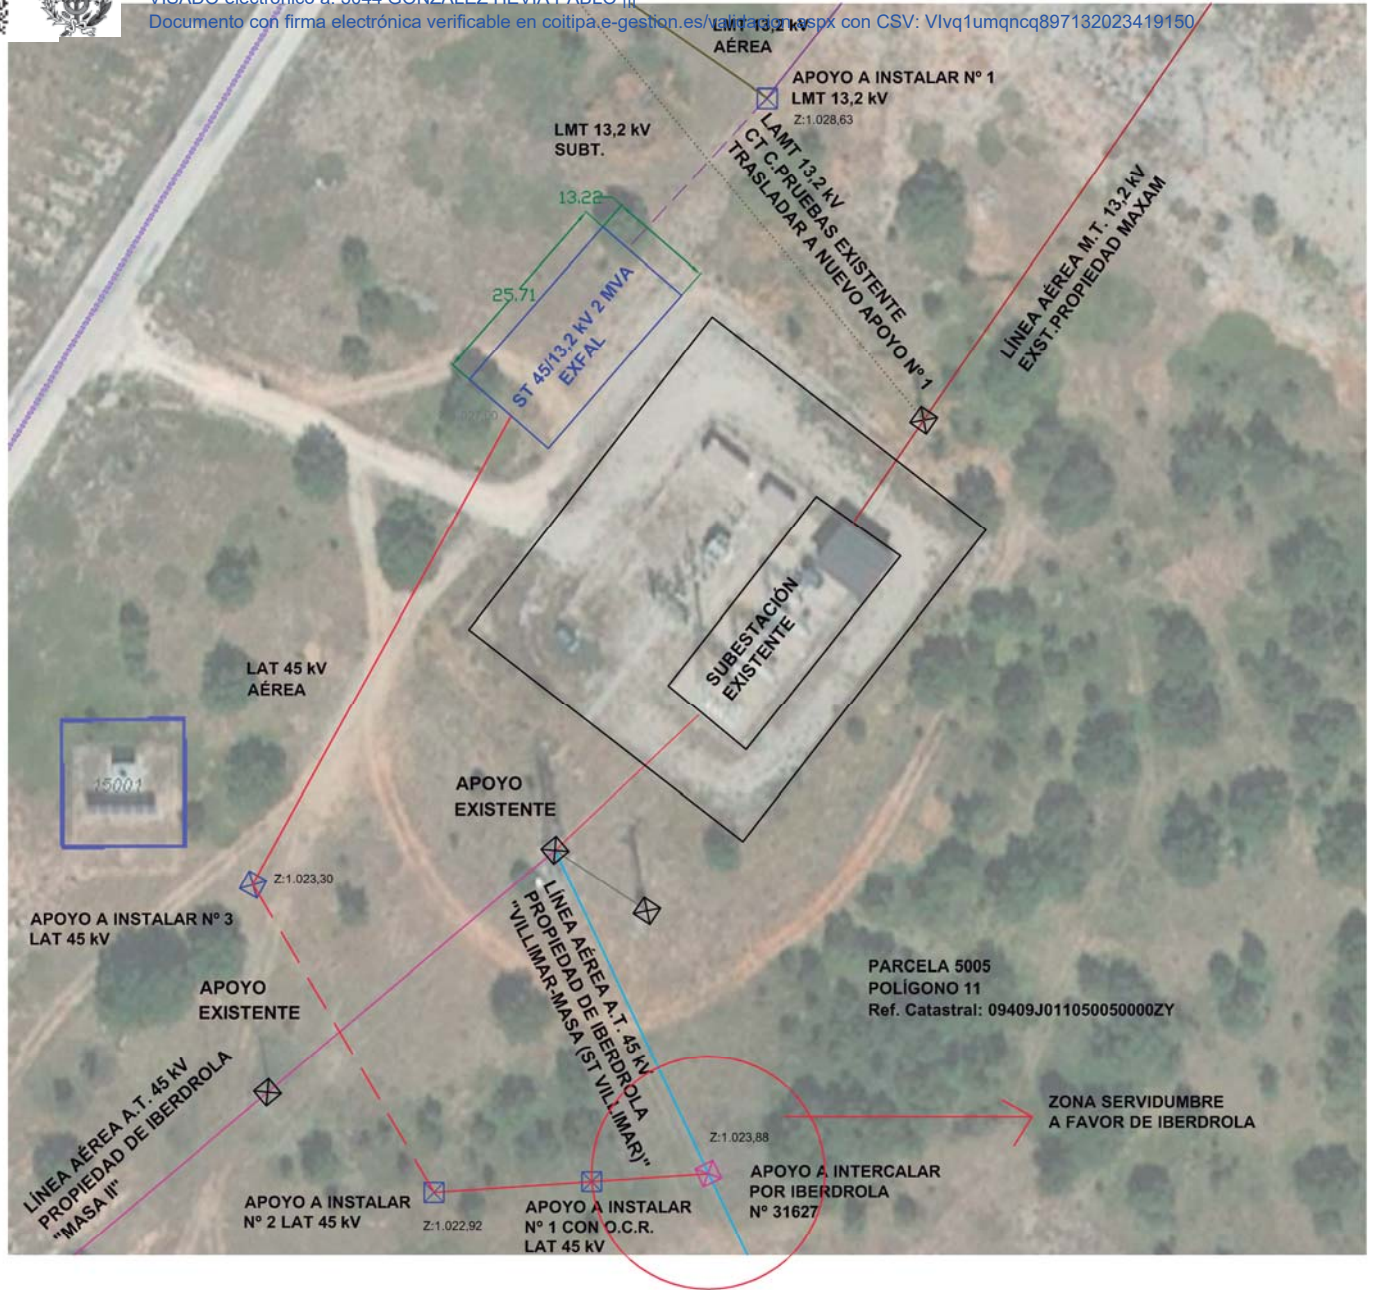 Documento con firma electrónica verificable en coitipa.e-gestion.es/validacion.aspx con CSV: VIvq1umqncq897132023419150
LMT 13,2 kV
AÉREA
APOYO A INSTALAR Nº 1
LMT 13,2 kV
Z:1.028,63
LMT 13,2 kV
SUBT.
LAMT 13,2 kV
CT C.PRUEBAS EXISTENTE
TRASLADAR A NUEVO APOYO Nº 1
LÍNEA AÉREA M.T. 13,2 kV
EXST.PROPIEDAD MAXAM
13.22
25.71
ST 45/13,2 kV 2 MVA
EXFAL
SUBESTACIÓN
EXISTENTE
LAT 45 kV
AÉREA
15001
APOYO
EXISTENTE
Z:1.023,30
APOYO A INSTALAR Nº 3
LAT 45 kV
LÍNEA AÉREA A.T. 45 kV
PROPIEDAD DE IBERDROLA
"VILLIMAR-MASA (ST VILLIMAR)"
PARCELA 5005
POLÍGONO 11
Ref. Catastral: 09409J011050050000ZY
APOYO
EXISTENTE
LÍNEA AÉREA A.T. 45 kV
PROPIEDAD DE IBERDROLA
"MASA II"
ZONA SERVIDUMBRE
A FAVOR DE IBERDROLA
Z:1.023,88
APOYO A INTERCALAR
POR IBERDROLA
Nº 31627
APOYO A INSTALAR
Nº 2 LAT 45 kV
Z:1.022,92
APOYO A INSTALAR
Nº 1 CON O.C.R.
LAT 45 kV